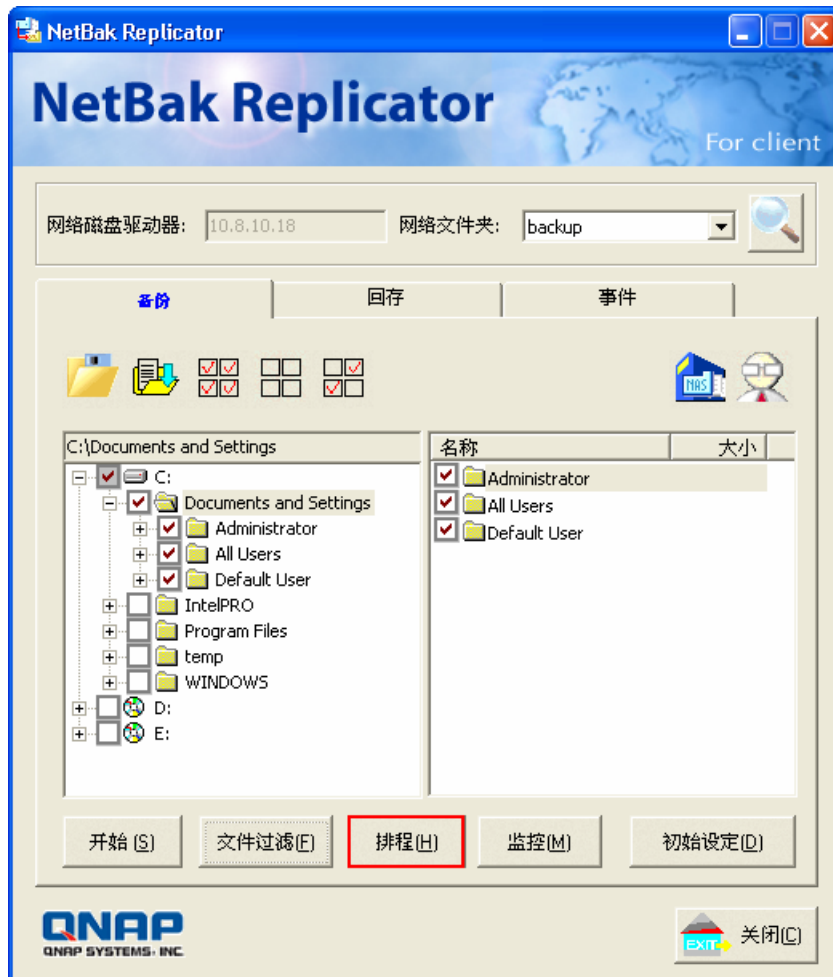 NetBak Replicator
NetBak Replicator
For client
网络磁盘驱动器: 10.8.10.18 网络文件夹: backup
备份 回存 事件
NAS
C:\Documents and Settings
C:
Documents and Settings
Administrator
All Users
Default User
IntelPRO
Program Files
temp
WINDOWS
D:
E:
名称 大小
Administrator
All Users
Default User
开始 (S) 文件过滤(F) 排程(H) 监控(M) 初始设定(D)
QNAP
QNAP SYSTEMS, INC.
EXIT 关闭(C)